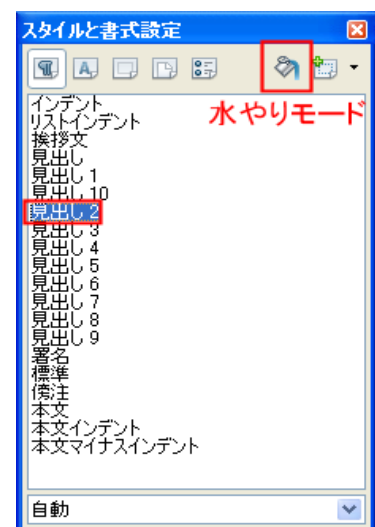 スタイルと書式設定
水やりモード
インデント
リストインデント
挨拶文
見出し
見出し 1
見出し 10
見出し 2
見出し 3
見出し 4
見出し 5
見出し 6
見出し 7
見出し 8
見出し 9
署名
標準
傍注
本文
本文インデント
本文マイナスインデント
自動